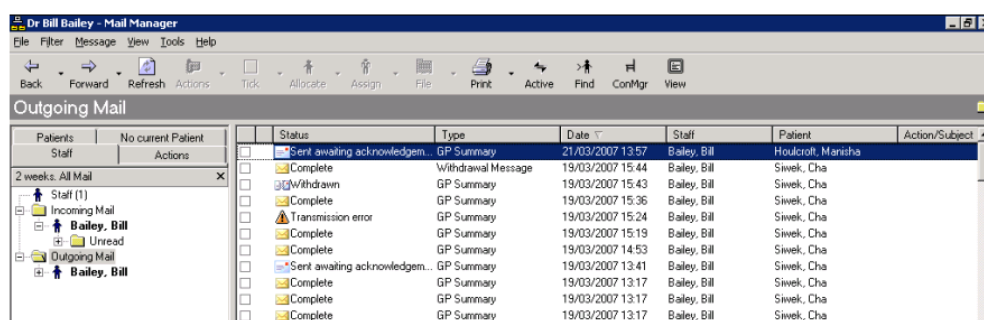 Dr Bill Bailey - Mail Manager
File Filter Message View Tools Help
Back Forward Refresh Actions Tick Allocate Assign File Print Active Find ConMgr View
Outgoing Mail
Patients No current Patient
Staff Actions
2 weeks. All Mail
Staff (1)
Incoming Mail
Bailey, Bill
Unread
Outgoing Mail
Bailey, Bill
Status Type Date Staff Patient Action/Subject
Sent awaiting acknowledgem... GP Summary 21/03/2007 13:57 Bailey, Bill Houlcroft, Manisha
Complete Withdrawal Message 19/03/2007 15:44 Bailey, Bill Siwek, Cha
Withdrawn GP Summary 19/03/2007 15:43 Bailey, Bill Siwek, Cha
Complete GP Summary 19/03/2007 15:36 Bailey, Bill Siwek, Cha
Transmission error GP Summary 19/03/2007 15:24 Bailey, Bill Siwek, Cha
Complete GP Summary 19/03/2007 15:19 Bailey, Bill Siwek, Cha
Complete GP Summary 19/03/2007 14:53 Bailey, Bill Siwek, Cha
Sent awaiting acknowledgem... GP Summary 19/03/2007 13:41 Bailey, Bill Siwek, Cha
Complete GP Summary 19/03/2007 13:17 Bailey, Bill Siwek, Cha
Complete GP Summary 19/03/2007 13:17 Bailey, Bill Siwek, Cha
Complete GP Summary 19/03/2007 13:17 Bailey, Bill Siwek, Cha